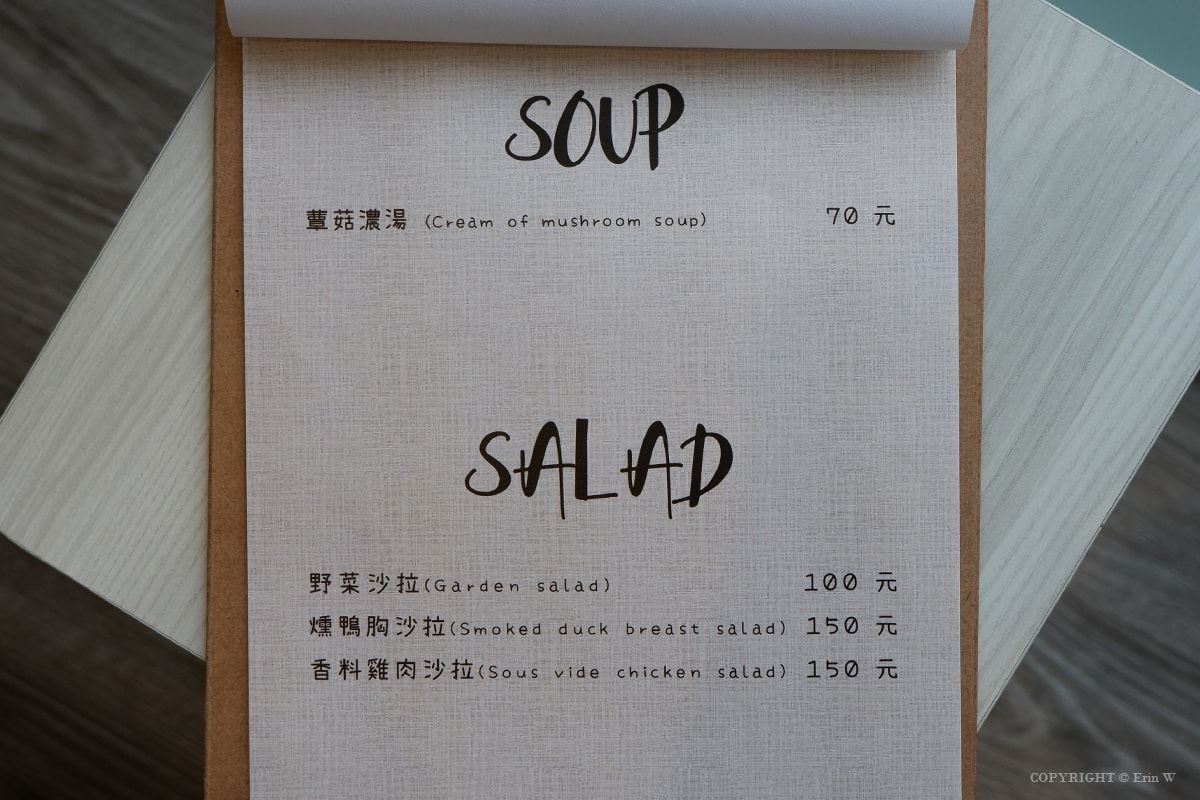 SOUP
蕈菇濃湯 (Cream of mushroom soup) 70 元
SALAD
野菜沙拉(Garden salad) 100 元
燻鴨胸沙拉(Smoked duck breast salad) 150 元
香料雞肉沙拉(Sous vide chicken salad) 150 元
COPYRIGHT © Erin W